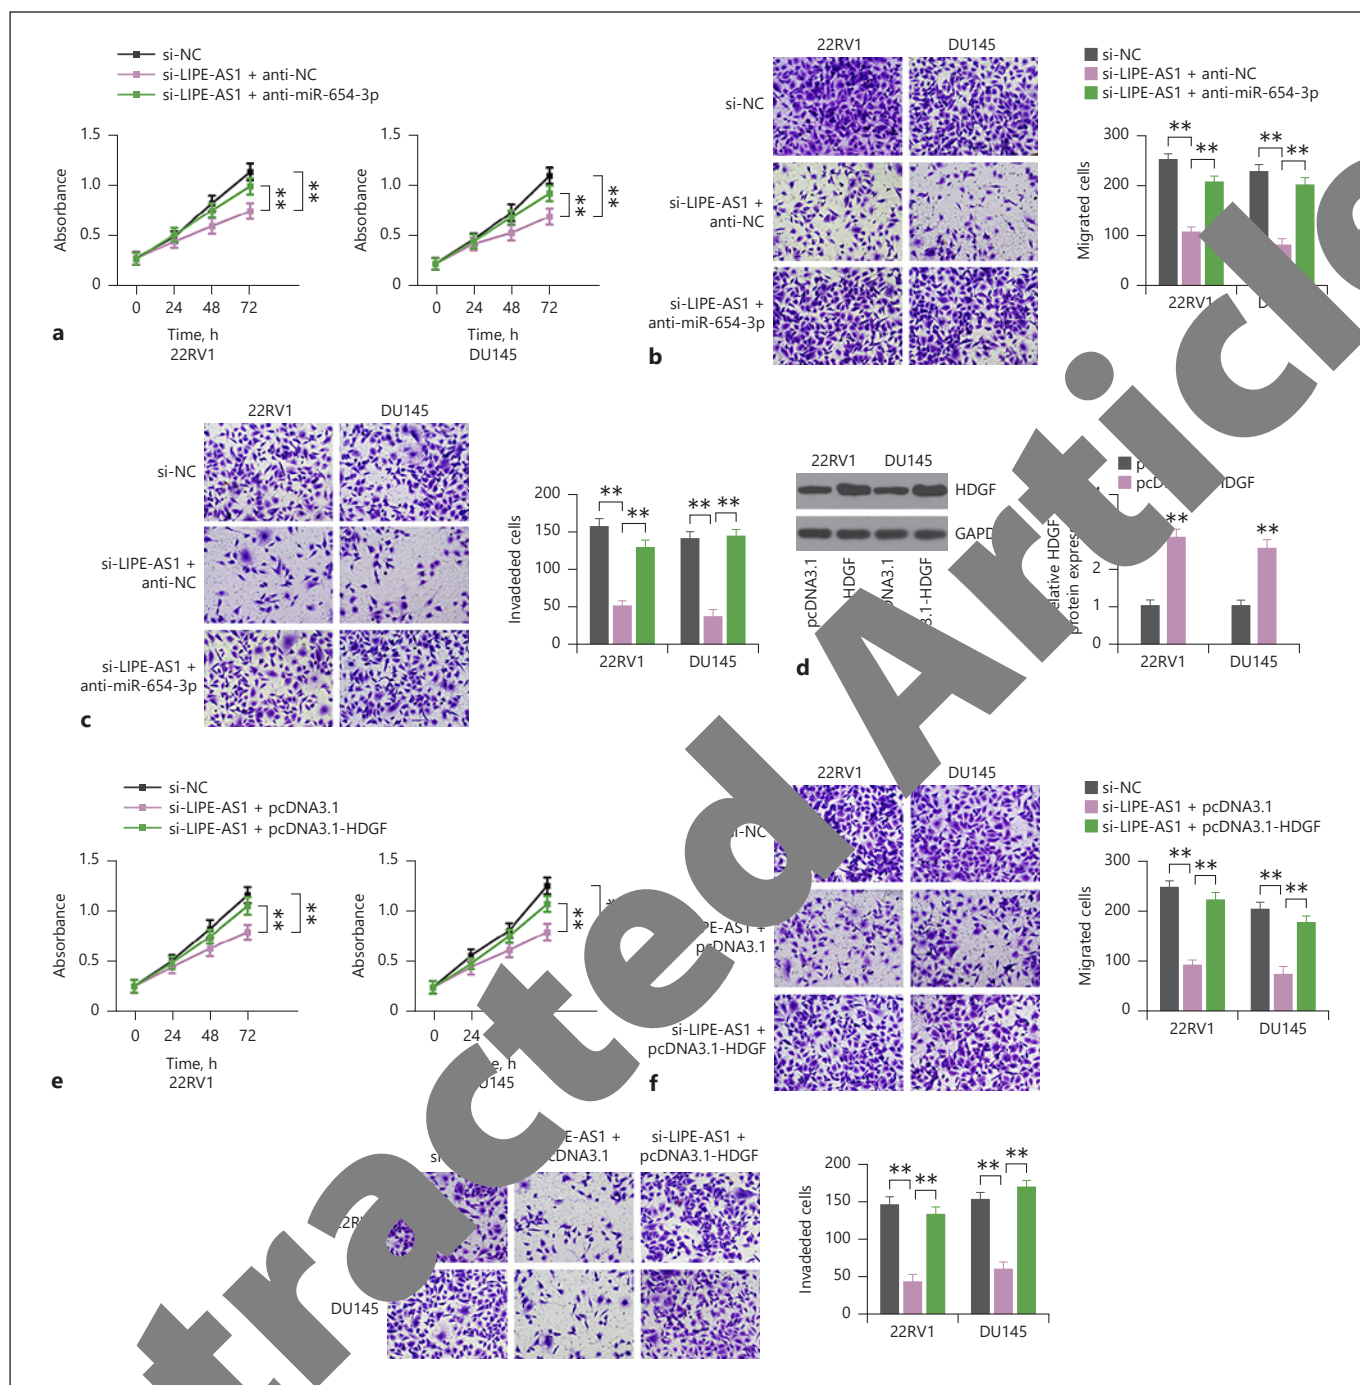 si-NC
si-LIPE-AS1 + anti-NC
si-LIPE-AS1 + anti-miR-654-3p
1.5
1.0
0.5
0
Absorbance
**
**
0 24 48 72
Time, h
22RV1
1.5
1.0
0.5
0
Absorbance
**
**
0 24 48 72
Time, h
DU145
a
22RV1 DU145
si-NC
si-LIPE-AS1 +
anti-NC
si-LIPE-AS1 +
anti-miR-654-3p
b
si-NC
si-LIPE-AS1 + anti-NC
si-LIPE-AS1 + anti-miR-654-3p
300
200
100
0
Migrated cells
** ** ** **
22RV1
22RV1 DU145
si-NC
si-LIPE-AS1 +
anti-NC
si-LIPE-AS1 +
anti-miR-654-3p
c
200
150
100
50
0
Invadeded cells
** ** ** **
22RV1 DU145
22RV1 DU145
HDGF
pcDNA3.1
d
2
1
0
HDGF
** **
22RV1 DU145
si-NC
si-LIPE-AS1 + pcDNA3.1
si-LIPE-AS1 + pcDNA3.1-HDGF
1.5
1.0
0.5
0
Absorbance
**
**
0 24 48 72
Time, h
22RV1
1.5
1.0
0.5
0
Absorbance
**
0 24
e
22RV1 DU145
pcDNA3.1
si-LIPE-AS1 +
pcDNA3.1-HDGF
f
si-NC
si-LIPE-AS1 + pcDNA3.1
si-LIPE-AS1 + pcDNA3.1-HDGF
300
200
100
0
Migrated cells
** ** ** **
22RV1 DU145
si-LIPE-AS1 +
pcDNA3.1-HDGF
DU145
200
150
100
50
0
Invadeded cells
** ** ** **
22RV1 DU145
Article